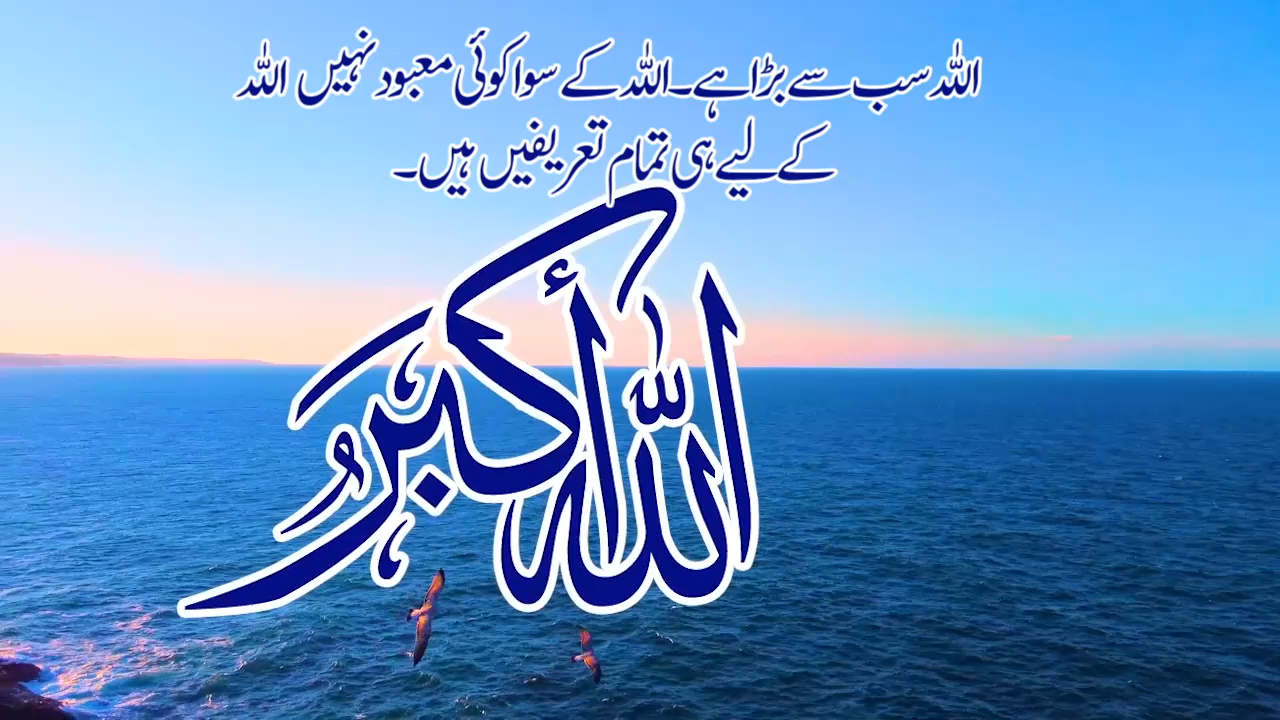 اللہ سب سے بڑا ہے۔اللہ کے سوا کوئی معبود نہیں اللہ
کے لیے ہی تمام تعریفیں ہیں۔
اللّٰه أكبرُ